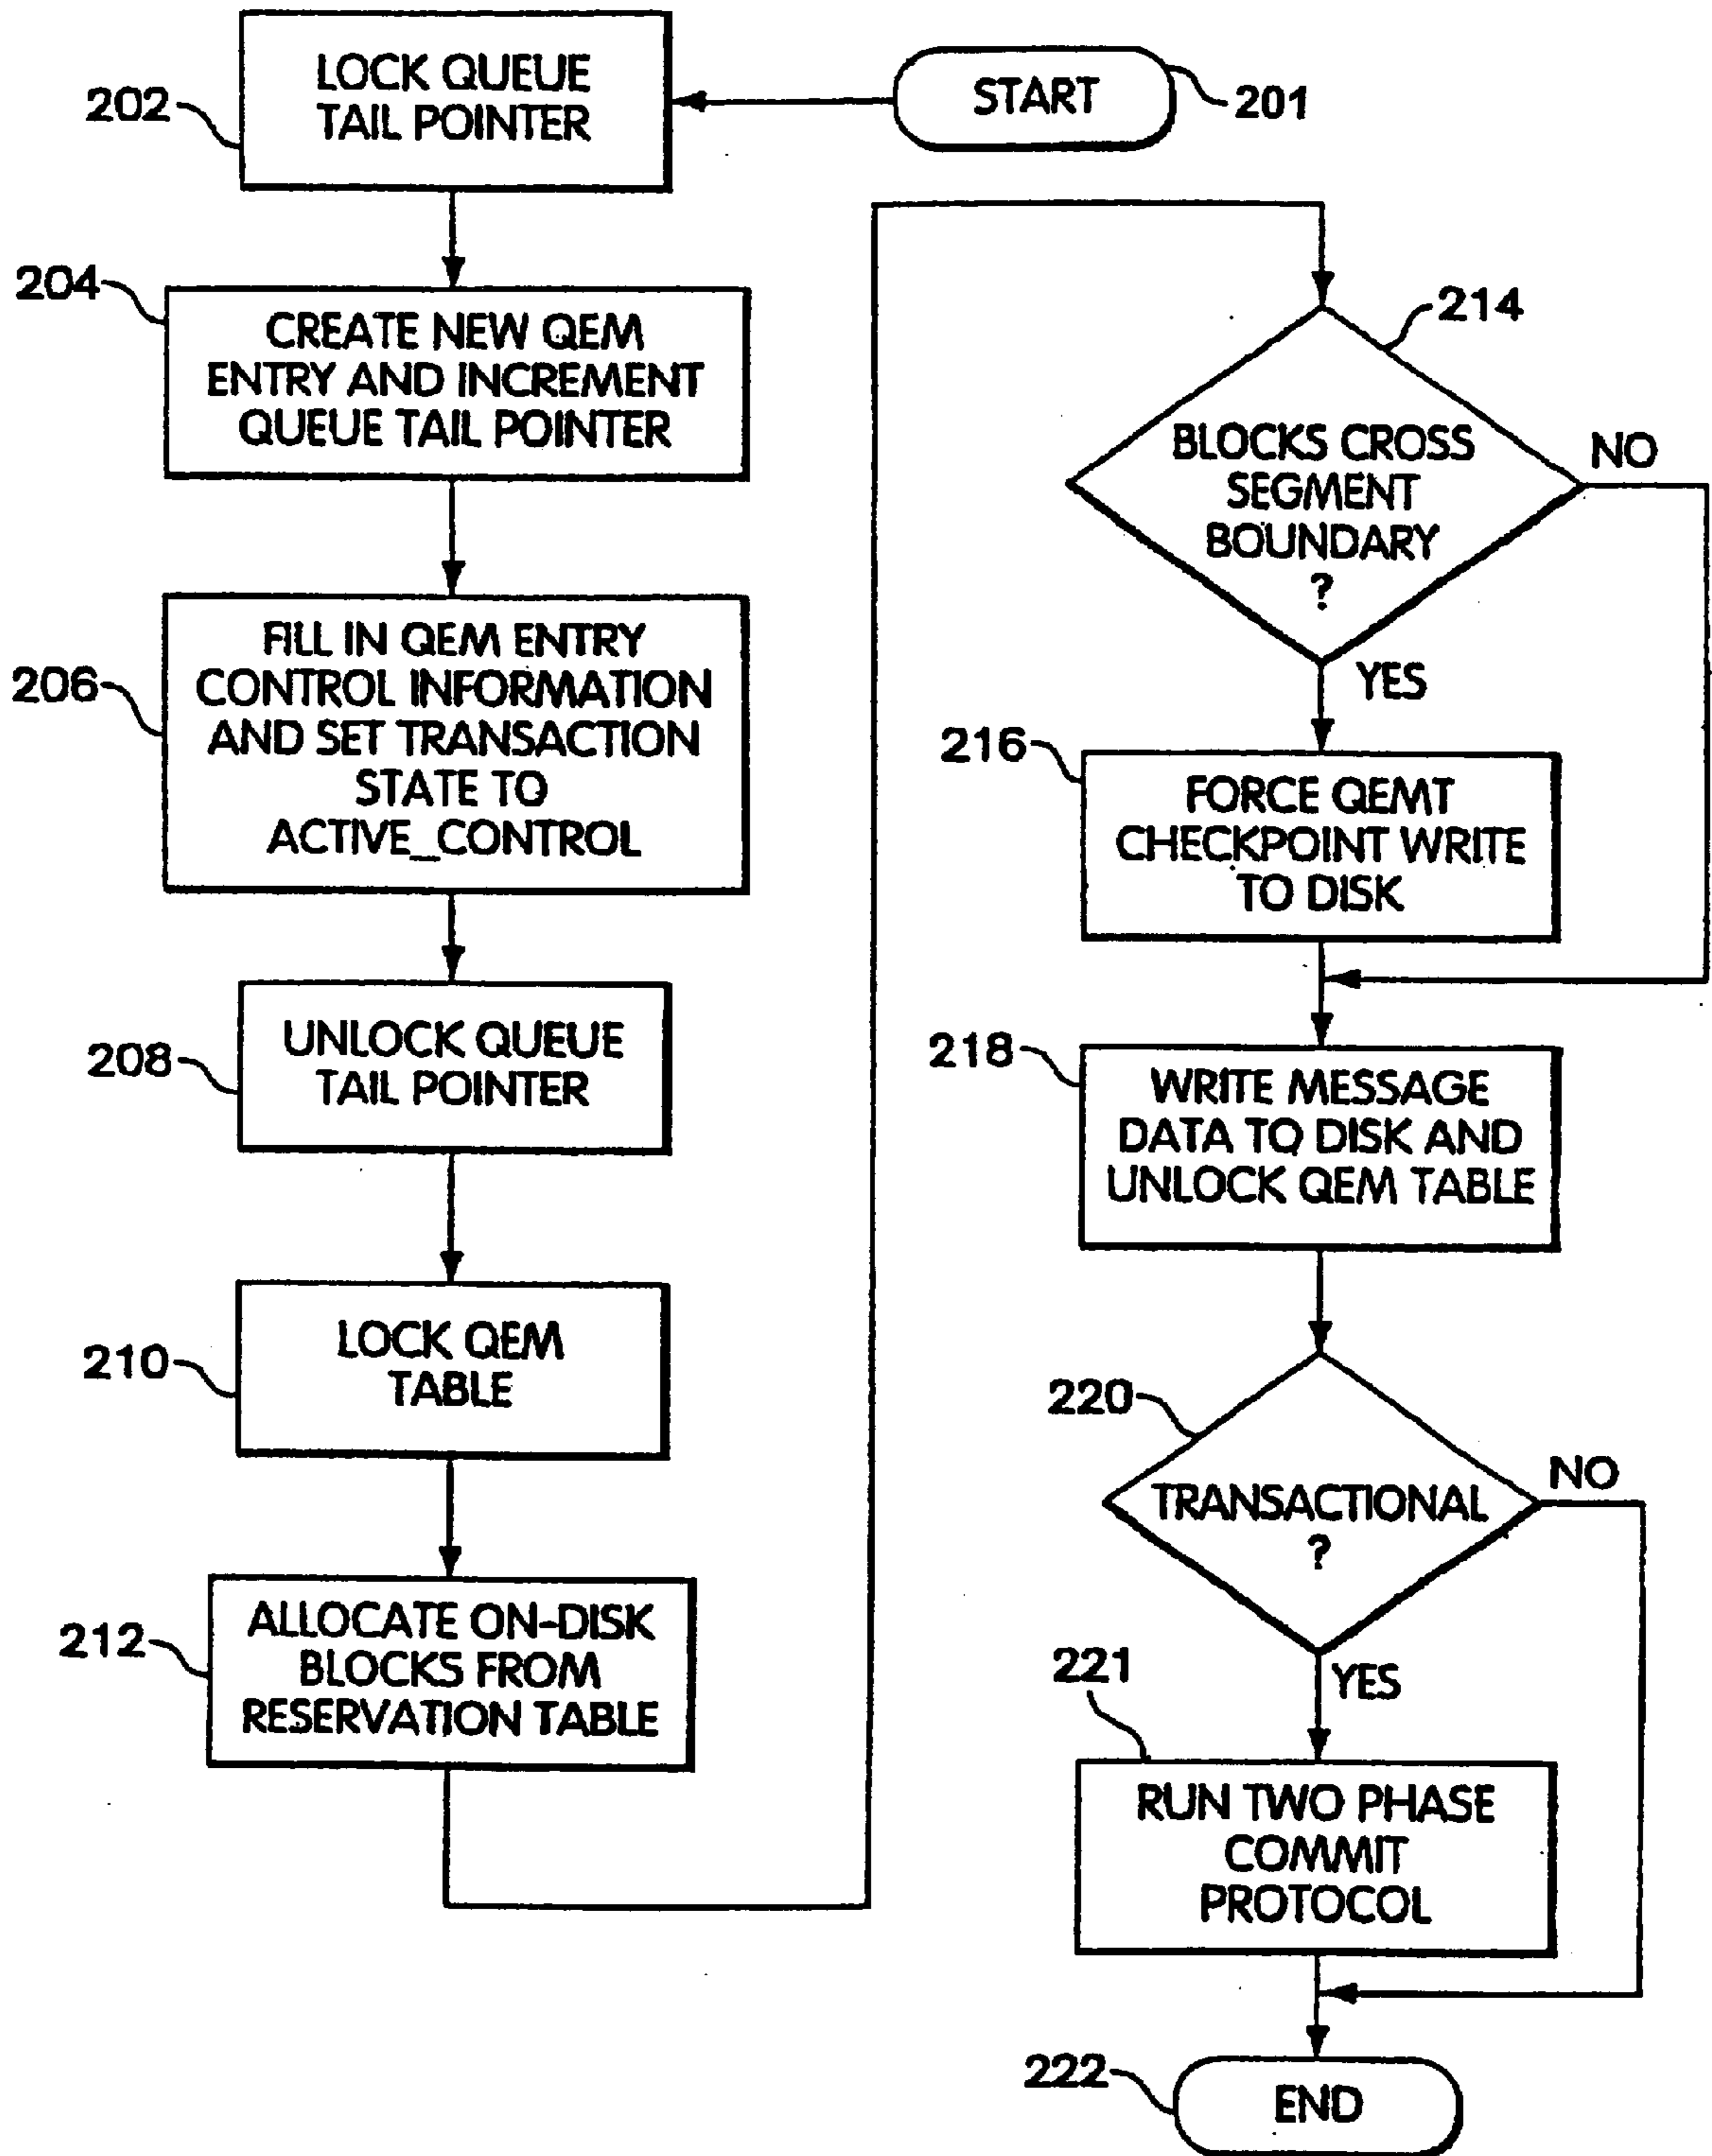 START
201
202
LOCK QUEUE
TAIL POINTER
204
CREATE NEW QEM
ENTRY AND INCREMENT
QUEUE TAIL POINTER
206
FILL IN QEM ENTRY
CONTROL INFORMATION
AND SET TRANSACTION
STATE TO
ACTIVE_CONTROL
208
UNLOCK QUEUE
TAIL POINTER
210
LOCK QEM
TABLE
212
ALLOCATE ON-DISK
BLOCKS FROM
RESERVATION TABLE
214
BLOCKS CROSS
SEGMENT
BOUNDARY
?
NO
YES
216
FORCE QEMT
CHECKPOINT WRITE
TO DISK
218
WRITE MESSAGE
DATA TO DISK AND
UNLOCK QEM TABLE
220
TRANSACTIONAL
?
NO
YES
221
RUN TWO PHASE
COMMIT
PROTOCOL
222
END